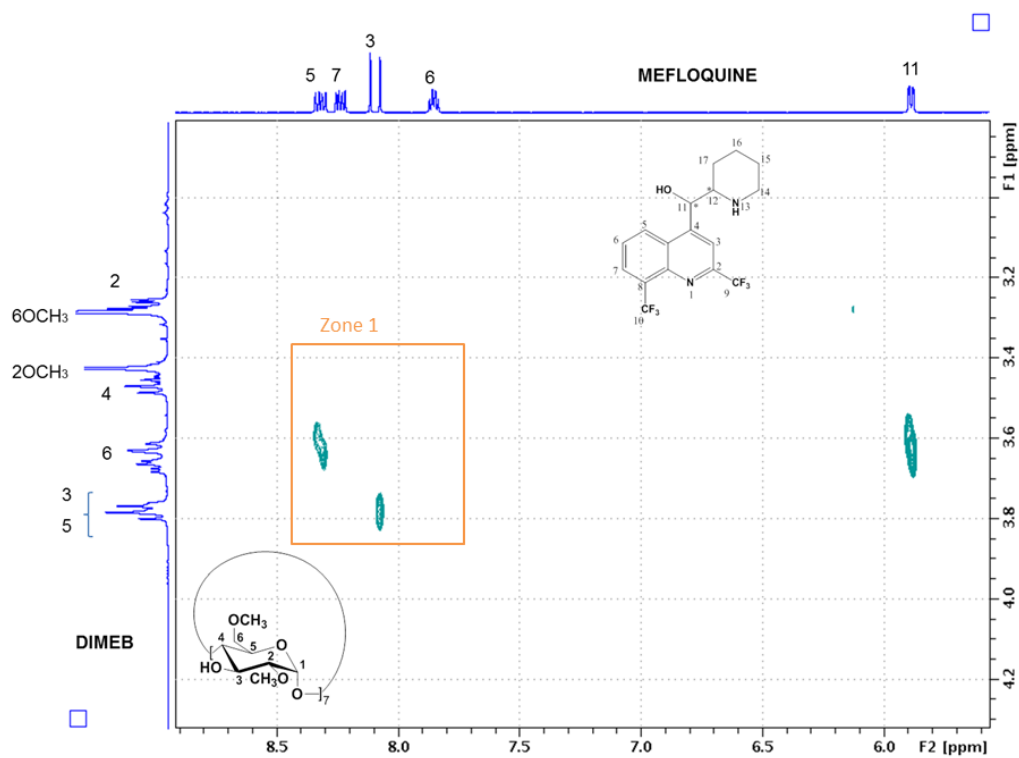 3
5 7 6 MEFLOQUINE 11
F1 [ppm]
3.2
3.4
3.6
3.8
4.0
4.2
2
6OCH3
2OCH3
4
6
3
5
Zone 1
16
17 15
HO 14
11 * * 12 N 13
H
5 4
6 3
7 2
8 N CF3
1 9
CF3
10
OCH3
4 6
5 O
HO 2 1
3 CH3O
O ]7
DIMEB
8.5 8.0 7.5 7.0 6.5 6.0 F2 [ppm]